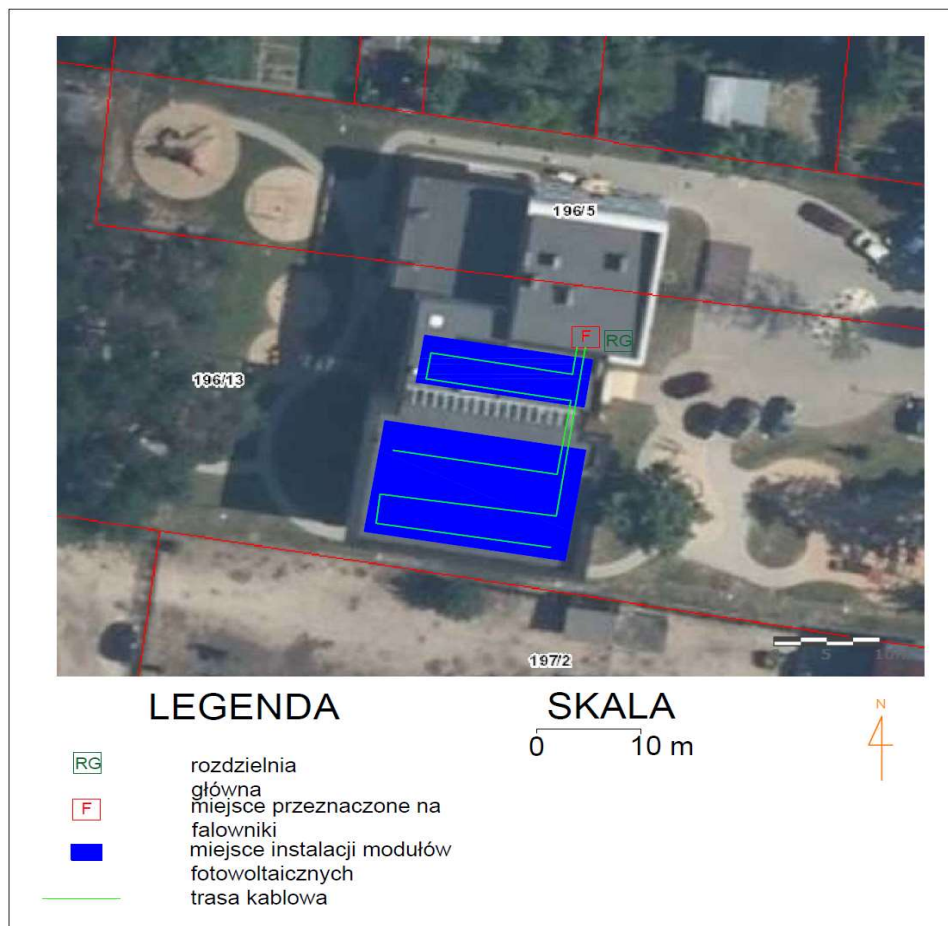 196/5
F
RG
196/13
5
197/2
LEGENDA
SKALA
N
0 10 m
RG
rozdzielnia
główna
F
miejsce przeznaczone na
falowniki
miejsce instalacji modułów
fotowoltaicznych
trasa kablowa